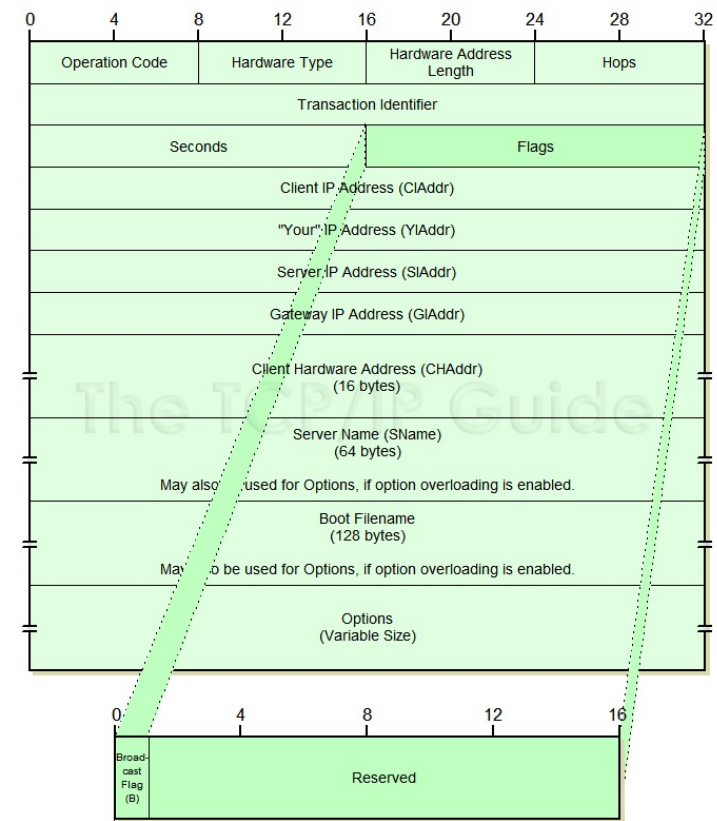 0 4 8 12 16 20 24 28 32
Operation Code Hardware Type Hardware Address Length Hops
Transaction Identifier
Seconds Flags
Client IP Address (CIAddr)
"Your" IP Address (YIAddr)
Server IP Address (SIAddr)
Gateway IP Address (GIAddr)
Client Hardware Address (CHAddr)
(16 bytes)
The TCP/IP Guide
Server Name (SName)
(64 bytes)
May also be used for Options, if option overloading is enabled.
Boot Filename
(128 bytes)
May also be used for Options, if option overloading is enabled.
Options
(Variable Size)
0 4 8 12 16
Broad-
cast
Flag
(B)
Reserved